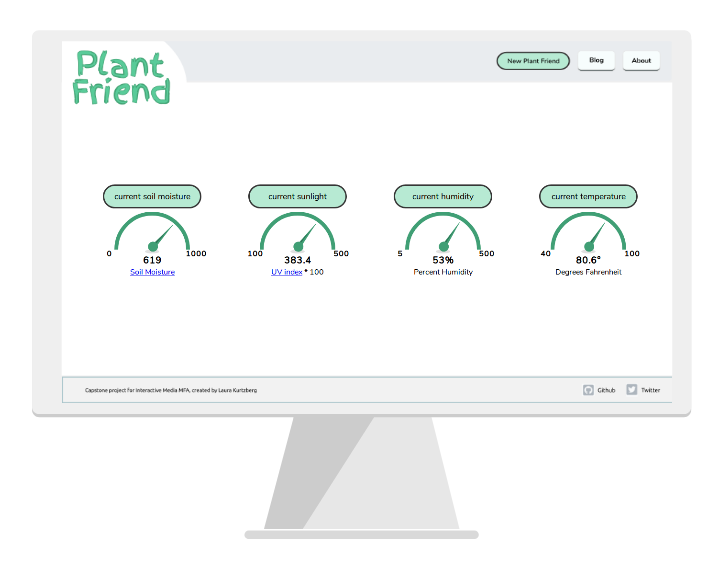 Plant
Friend
New Plant Friend
Blog
About
current soil moisture
current sunlight
current humidity
current temperature
0
1000
100
500
5
500
40
100
619
383.4
53%
80.6°
Soil Moisture
UV index * 100
Percent Humidity
Degrees Fahrenheit
Capstone project for Interactive Media MFA, created by Laura Kurtzberg
Github
Twitter